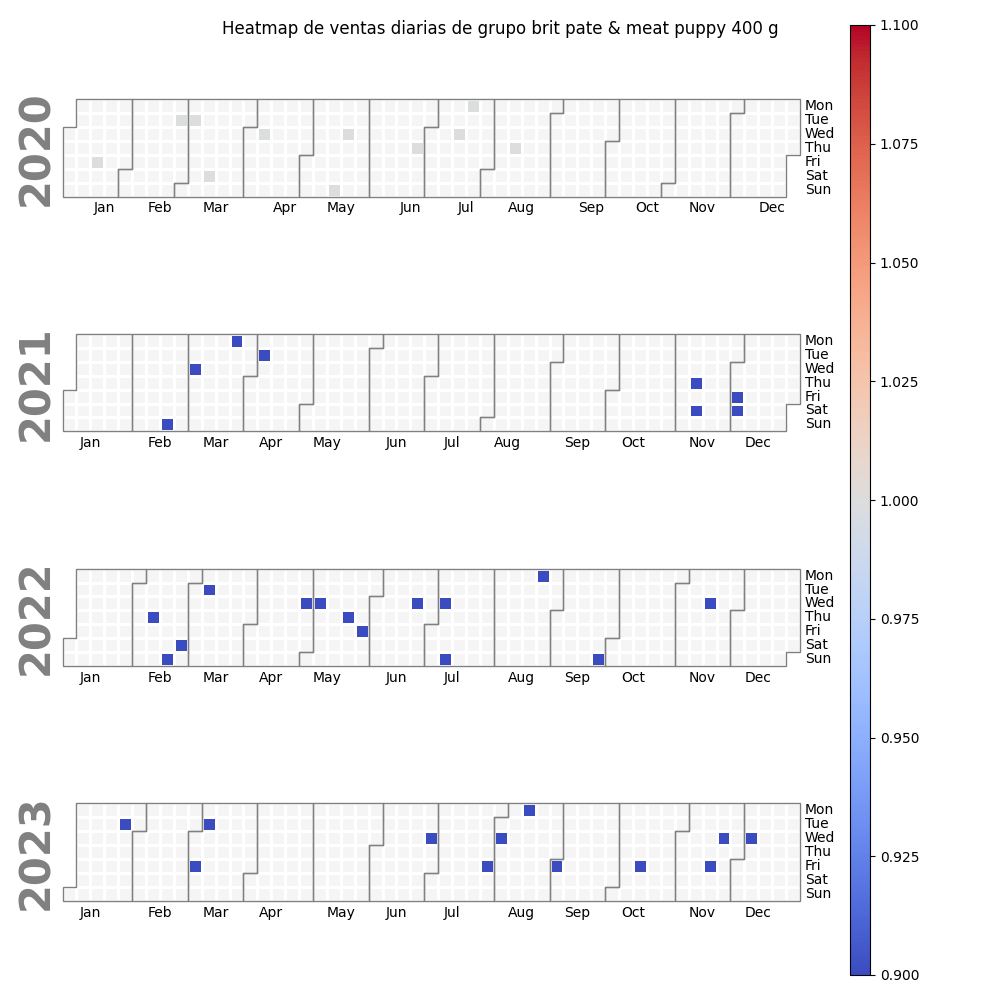 Heatmap de ventas diarias de grupo brit pate & meat puppy 400 g
2020
Mon
Tue
Wed
Thu
Fri
Sat
Sun
Jan Feb Mar Apr May Jun Jul Aug Sep Oct Nov Dec
2021
Mon
Tue
Wed
Thu
Fri
Sat
Sun
Jan Feb Mar Apr May Jun Jul Aug Sep Oct Nov Dec
2022
Mon
Tue
Wed
Thu
Fri
Sat
Sun
Jan Feb Mar Apr May Jun Jul Aug Sep Oct Nov Dec
2023
Mon
Tue
Wed
Thu
Fri
Sat
Sun
Jan Feb Mar Apr May Jun Jul Aug Sep Oct Nov Dec
1.100
1.075
1.050
1.025
1.000
0.975
0.950
0.925
0.900